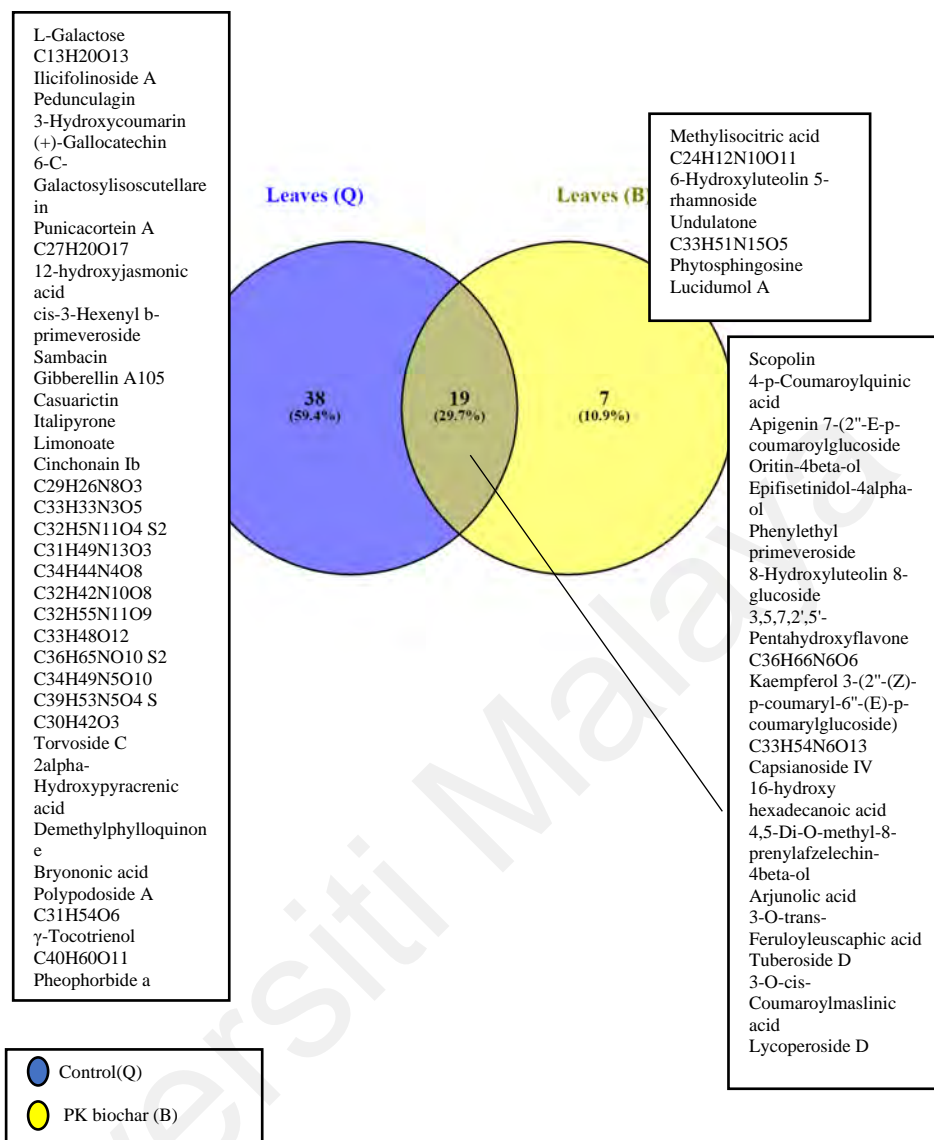 L-Galactose
C13H20O13
Ilicifolinoside A
Pedunculagin
3-Hydroxycoumarin
(+)-Gallocatechin
6-C-
Galactosylisoscutellare
in
Punicacortein A
C27H20O17
12-hydroxyjasmonic
acid
cis-3-Hexenyl b-
primeveroside
Sambacin
Gibberellin A105
Casuarictin
Italipyrone
Limonoate
Cinchonain Ib
C29H26N8O3
C33H33N3O5
C32H5N11O4 S2
C31H49N13O3
C34H44N4O8
C32H42N10O8
C32H55N11O9
C33H48O12
C36H65NO10 S2
C34H49N5O10
C39H53N5O4 S
C30H42O3
Torvoside C
2alpha-
Hydroxypyracrenic
acid
Demethylphylloquinon
e
Bryononic acid
Polypodoside A
C31H54O6
γ-Tocotrienol
C40H60O11
Pheophorbide a
Leaves (Q)
Leaves (B)
38
(59.4%)
19
(29.7%)
7
(10.9%)
Methylisocitric acid
C24H12N10O11
6-Hydroxyluteolin 5-
rhamnoside
Undulatone
C33H51N15O5
Phytosphingosine
Lucidumol A
Scopolin
4-p-Coumaroylquinic
acid
Apigenin 7-(2"-E-p-
coumaroylglucoside
Oritin-4beta-ol
Epifisetinidol-4alpha-
ol
Phenylethyl
primeveroside
8-Hydroxyluteolin 8-
glucoside
3,5,7,2',5'-
Pentahydroxyflavone
C36H66N6O6
Kaempferol 3-(2"-(Z)-
p-coumaryl-6"-(E)-p-
coumarylglucoside)
C33H54N6O13
Capsianoside IV
16-hydroxy
hexadecanoic acid
4,5-Di-O-methyl-8-
prenylafzelechin-
4beta-ol
Arjunolic acid
3-O-trans-
Feruloyleuscaphic acid
Tuberoside D
3-O-cis-
Coumaroylmaslinic
acid
Lycoperoside D
Control(Q)
PK biochar (B)
versiti Malaya